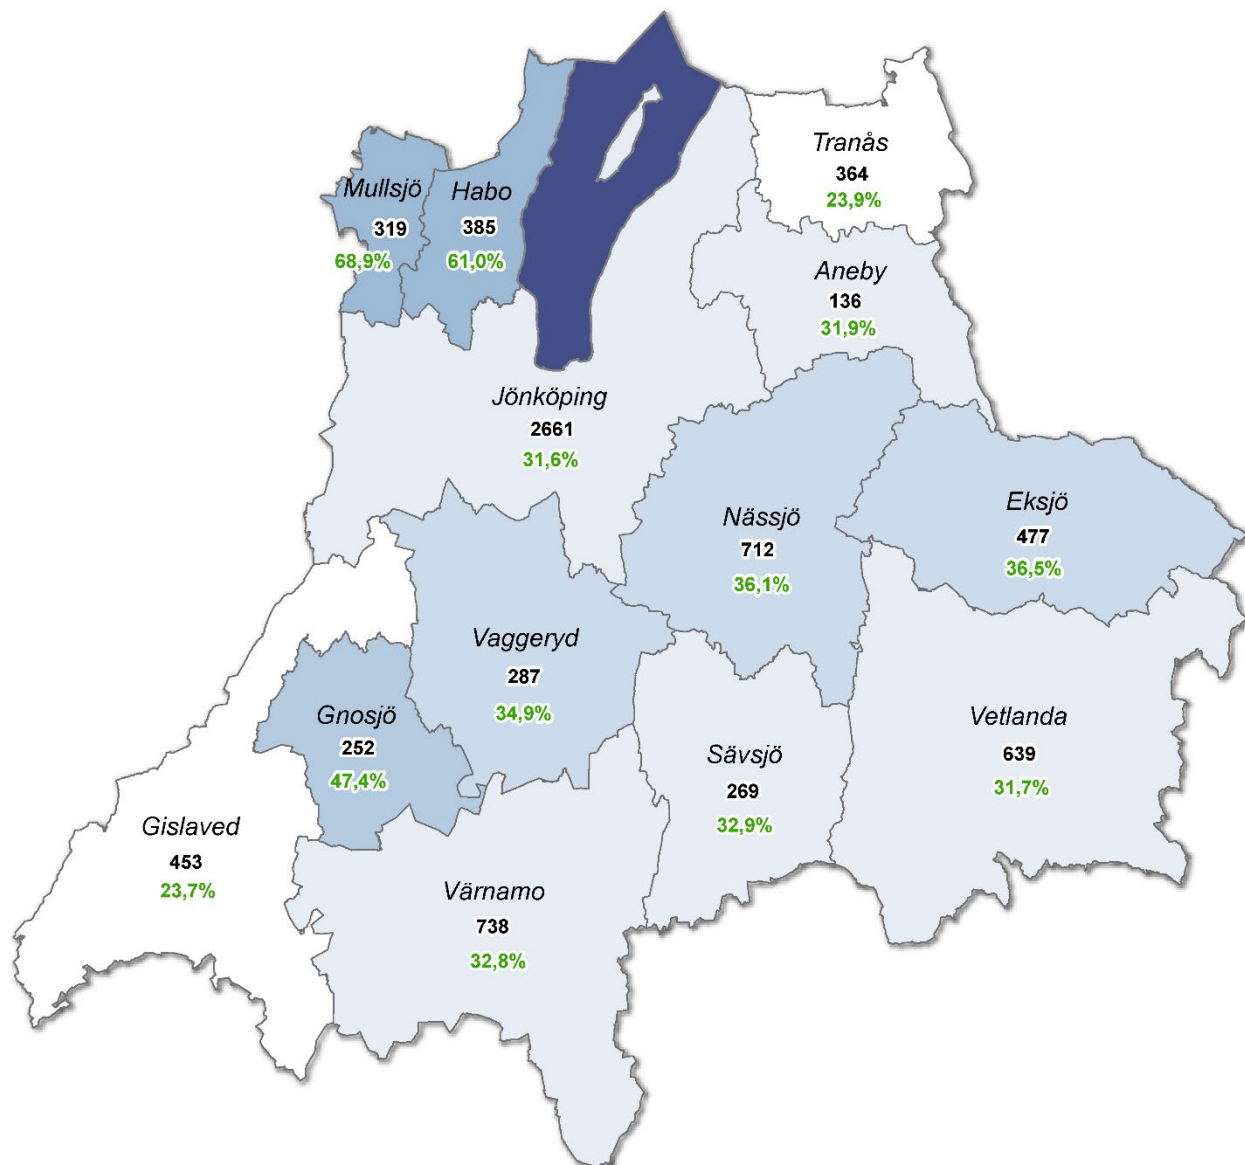 Tranås
364
23,9%
Mullsjö
319
68,9%
Habo
385
61,0%
Aneby
136
31,9%
Jönköping
2661
31,6%
Nässjö
712
36,1%
Eksjö
477
36,5%
Vaggeryd
287
34,9%
Gnosjö
252
47,4%
Sävsjö
269
32,9%
Vetlanda
639
31,7%
Gislaved
453
23,7%
Värnamo
738
32,8%